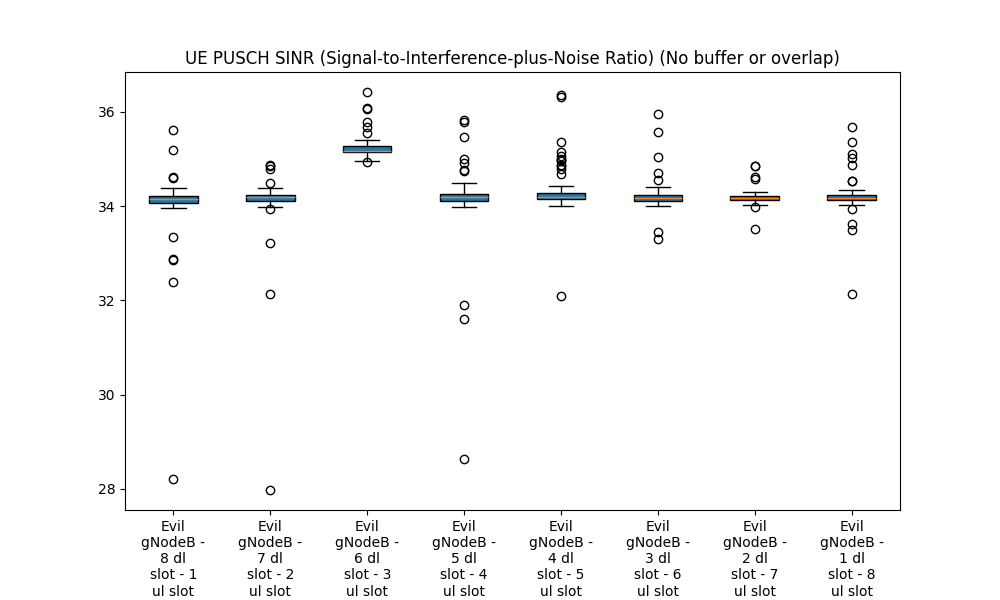 UE PUSCH SINR (Signal-to-Interference-plus-Noise Ratio) (No buffer or overlap)
36
34
32
30
28
Evil
gNodeB -
8 dl
slot - 1
ul slot
Evil
gNodeB -
7 dl
slot - 2
ul slot
Evil
gNodeB -
6 dl
slot - 3
ul slot
Evil
gNodeB -
5 dl
slot - 4
ul slot
Evil
gNodeB -
4 dl
slot - 5
ul slot
Evil
gNodeB -
3 dl
slot - 6
ul slot
Evil
gNodeB -
2 dl
slot - 7
ul slot
Evil
gNodeB -
1 dl
slot - 8
ul slot